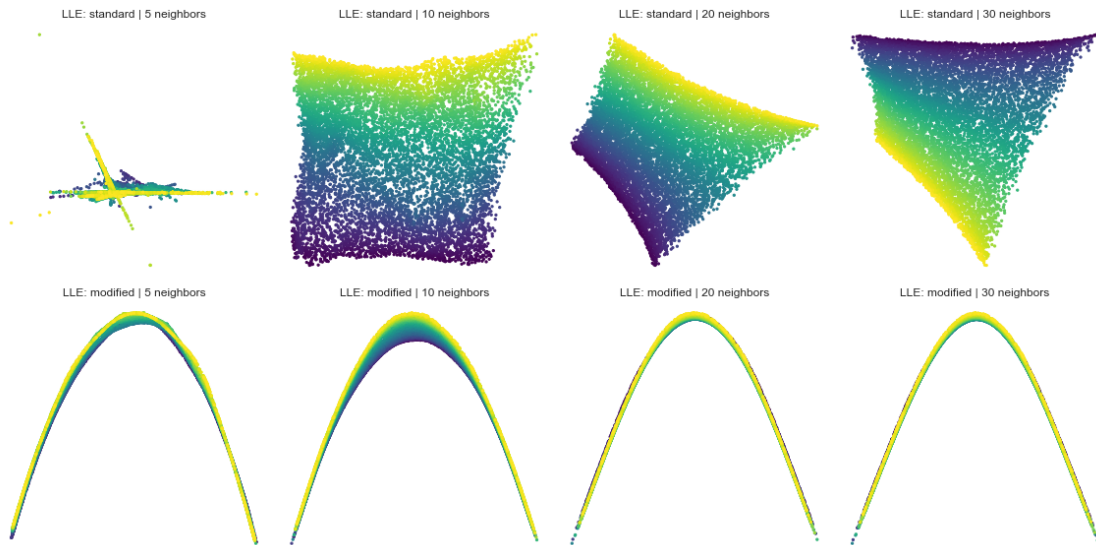 LLE: standard | 5 neighbors
LLE: standard | 10 neighbors
LLE: standard | 20 neighbors
LLE: standard | 30 neighbors
LLE: modified | 5 neighbors
LLE: modified | 10 neighbors
LLE: modified | 20 neighbors
LLE: modified | 30 neighbors